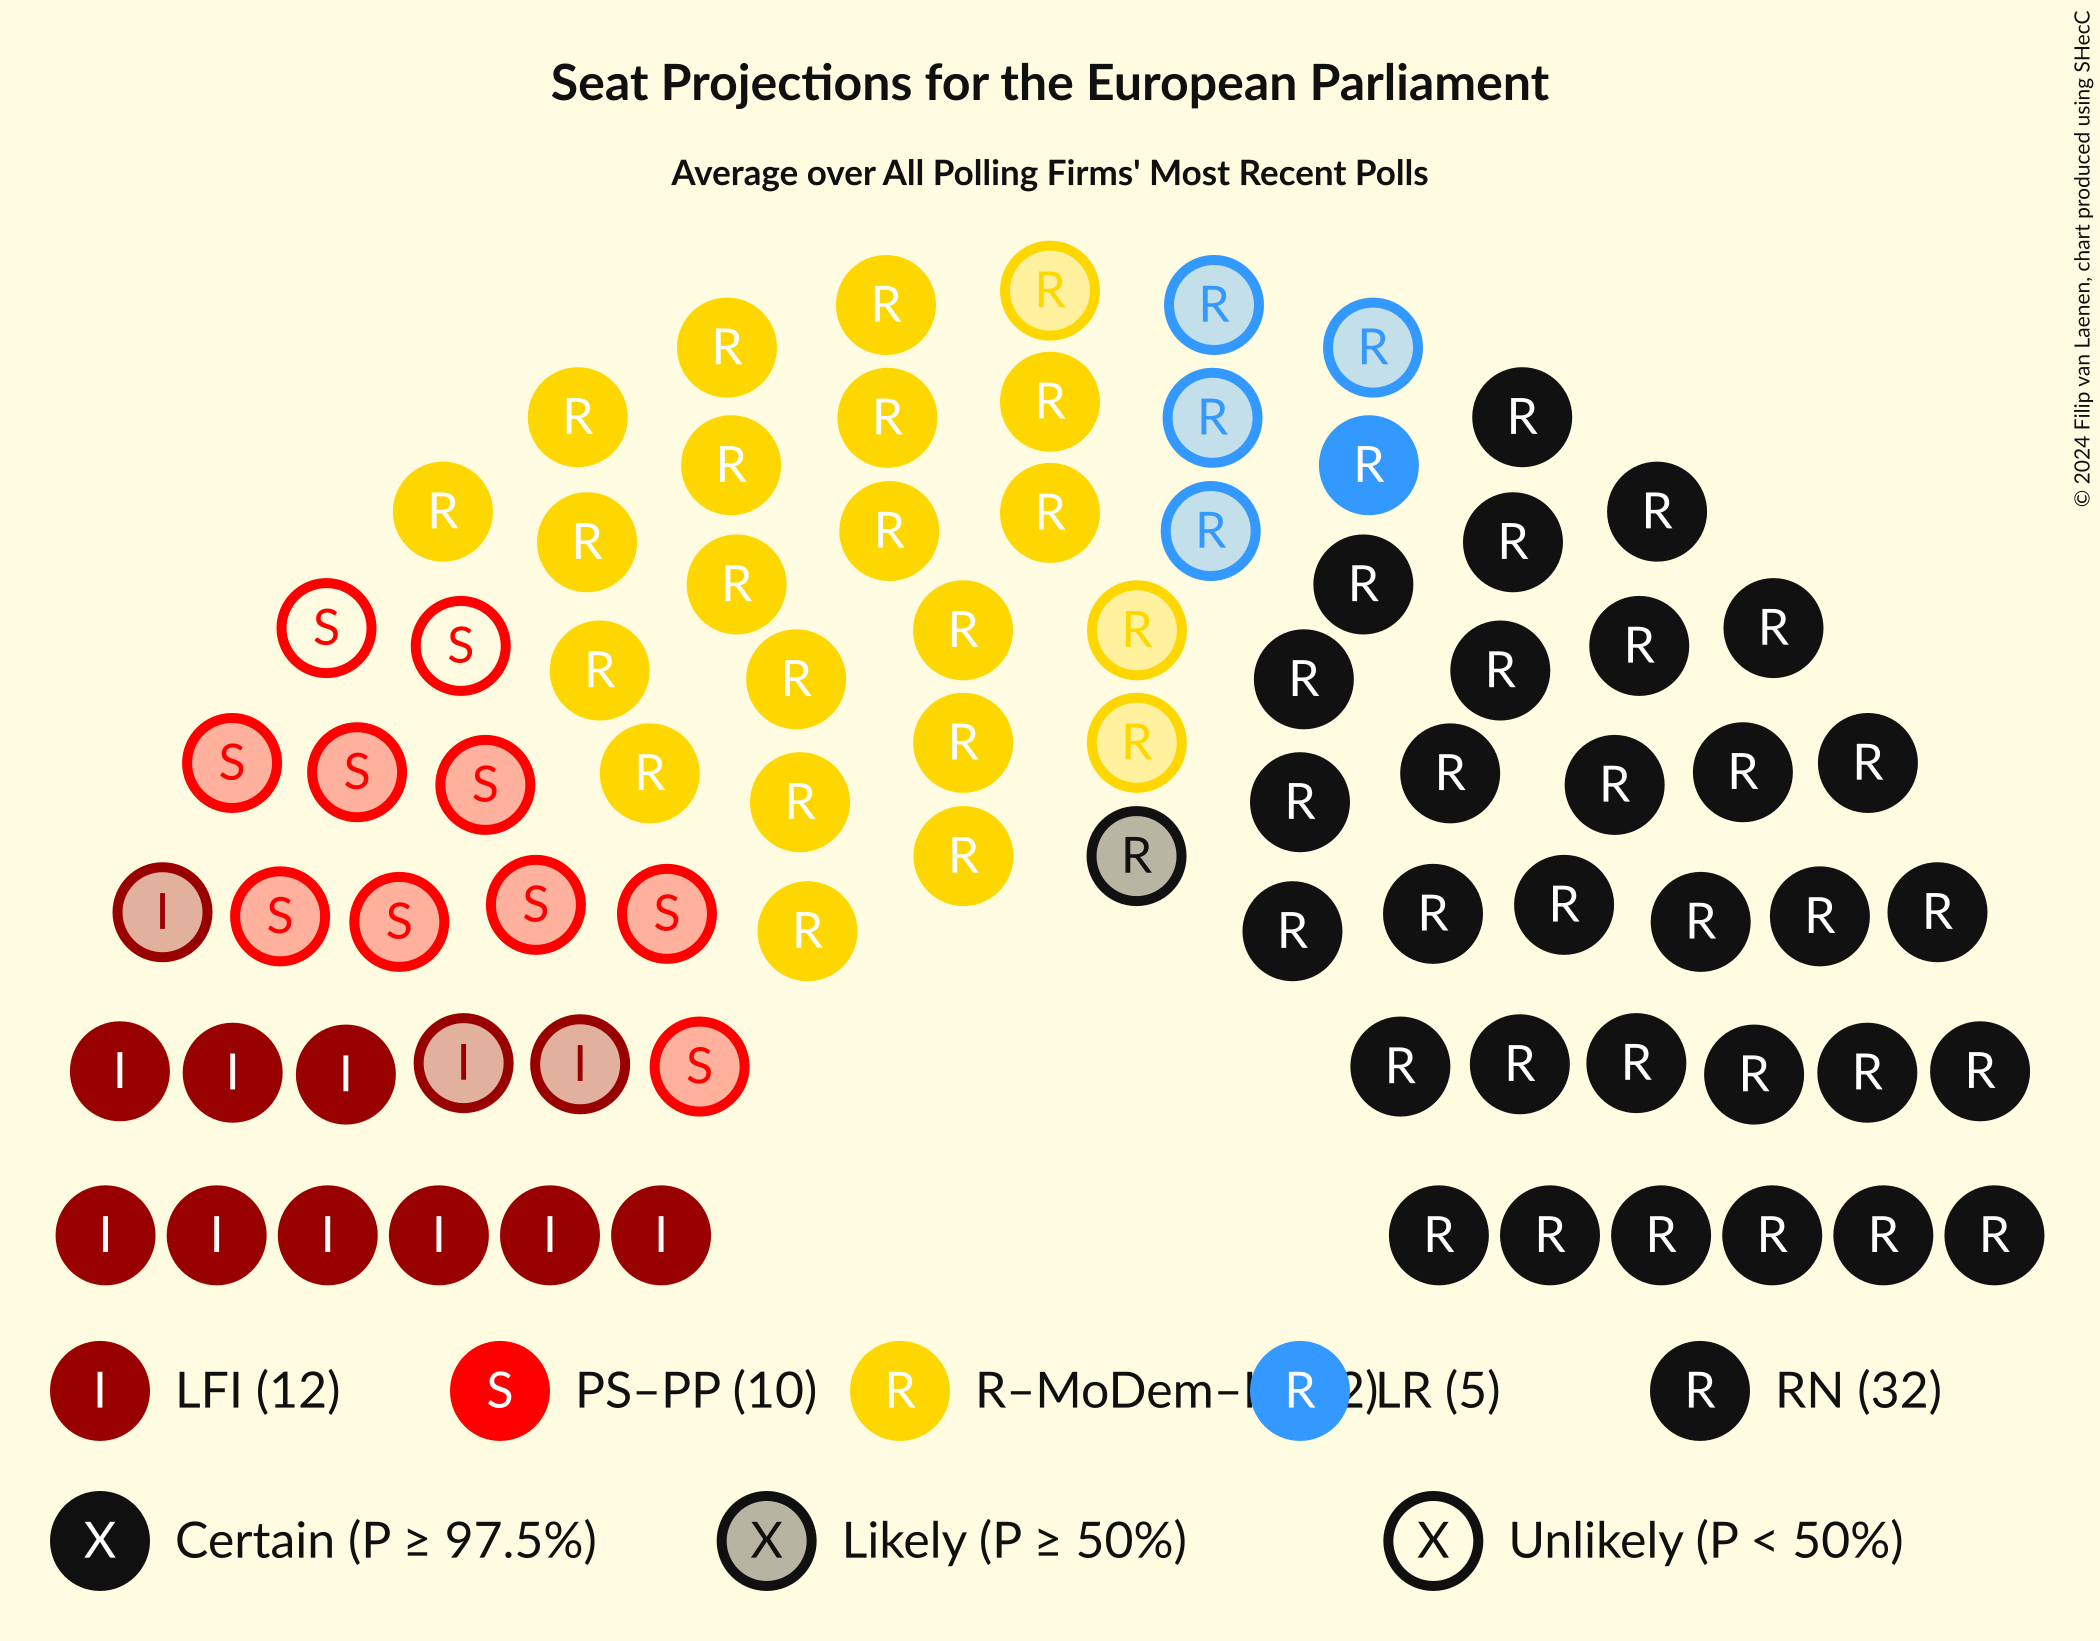 Seat Projections for the European Parliament
Average over All Polling Firms' Most Recent Polls
© 2024 Filip van Laenen, chart produced using SHecC
R R R R R
R R R R R
R R R R R R
R R R R R R
S S R R R R R R R R
R R R R
S S S R R R R R R R R
I S S S S R R R R R R R R R
I I I I I S R R R R R R
I I I I I I R R R R R R
I LFI (12) S PS–PP (10) R R–MoDem– 2) R LR (5) R RN (32)
X Certain (P ≥ 97.5%) X Likely (P ≥ 50%) X Unlikely (P < 50%)